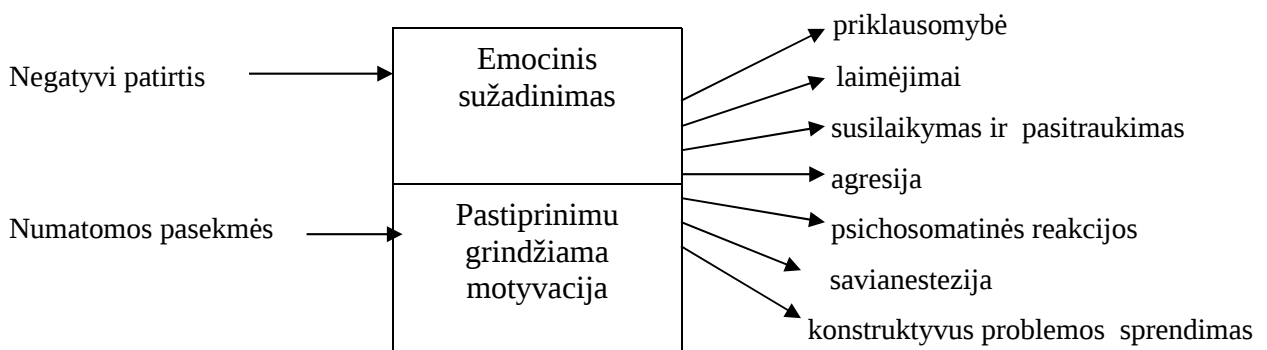 Negatyvi patirtis
Numatomos pasekmės
Emocinis
sužadinimas
Pastiprinimu
grindžiama
motyvacija
priklausomybė
laimėjimai
susilaikymas ir pasitraukimas
agresija
psichosomatinės reakcijos
savianestezija
konstruktyvus problemos sprendimas